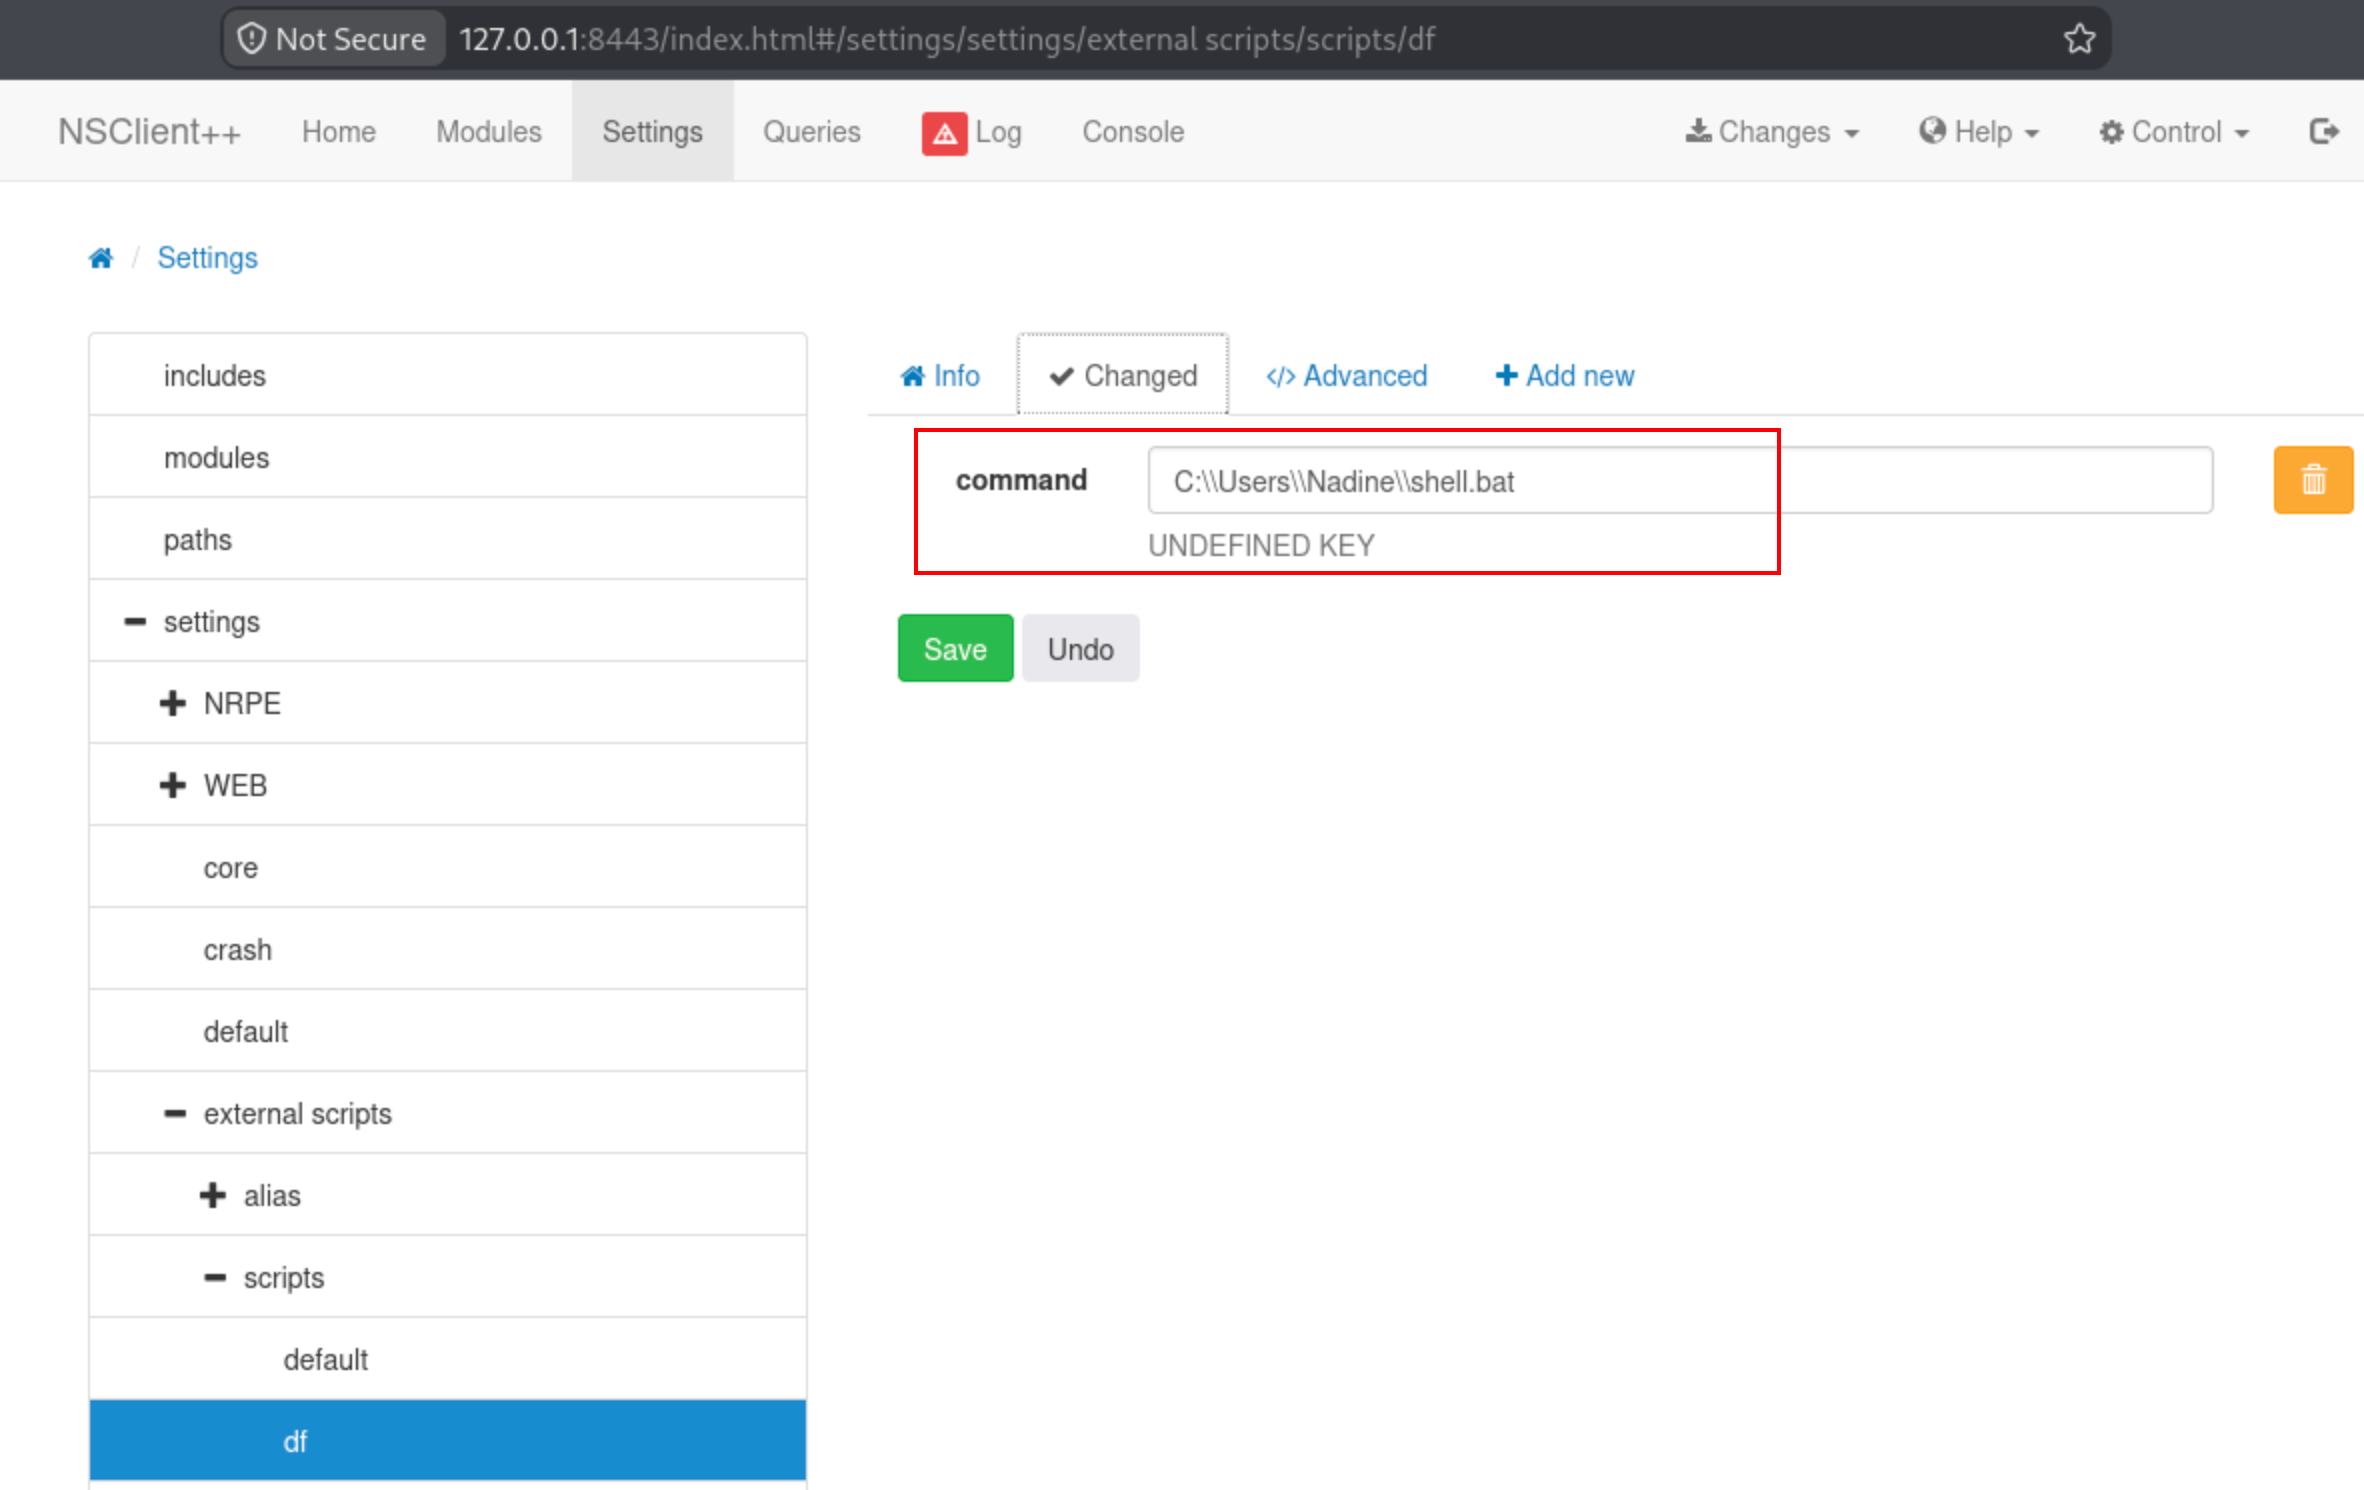 Not Secure 127.0.0.1:8443/index.html#/settings/settings/external scripts/scripts/df
NSClient++ Home Modules Settings Queries Log Console Changes Help Control
/ Settings
includes
modules
paths
settings
NRPE
WEB
core
crash
default
external scripts
alias
scripts
default
df
Info Changed </> Advanced Add new
command C:\\Users\\Nadine\\shell.bat
UNDEFINED KEY
Save Undo